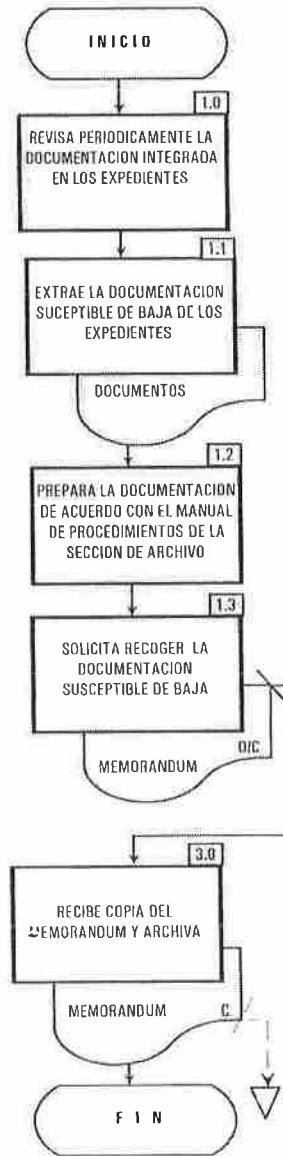 INICIO
1.0
REVISA PERIODICAMENTE LA
DOCUMENTACION INTEGRADA
EN LOS EXPEDIENTES
1.1
EXTRAE LA DOCUMENTACION
SUCEPTIBLE DE BAJA DE LOS
EXPEDIENTES
DOCUMENTOS
1.2
PREPARA LA DOCUMENTACION
DE ACUERDO CON EL MANUAL
DE PROCEDIMIENTOS DE LA
SECCION DE ARCHIVO
1.3
SOLICITA RECOGER LA
DOCUMENTACION
SUSCEPTIBLE DE BAJA
O/C
MEMORANDUM
3.0
RECIBE COPIA DEL
MEMORANDUM Y ARCHIVA
MEMORANDUM C
FIN